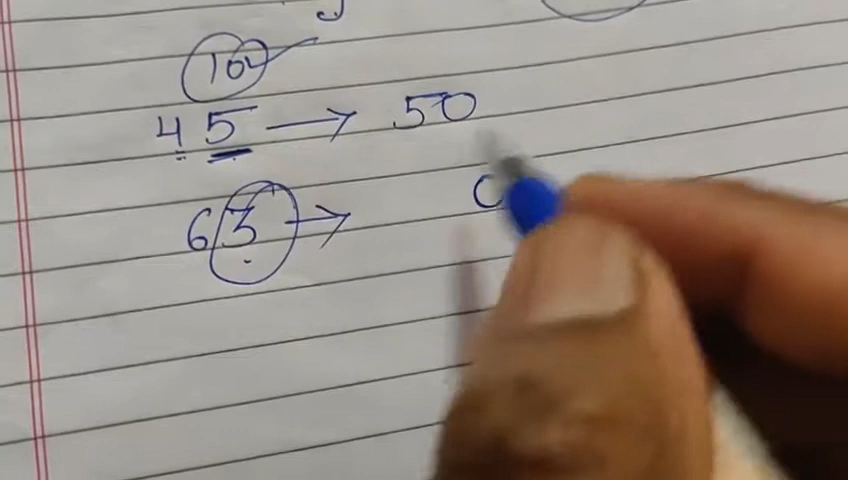 10
45 → 50
63 →